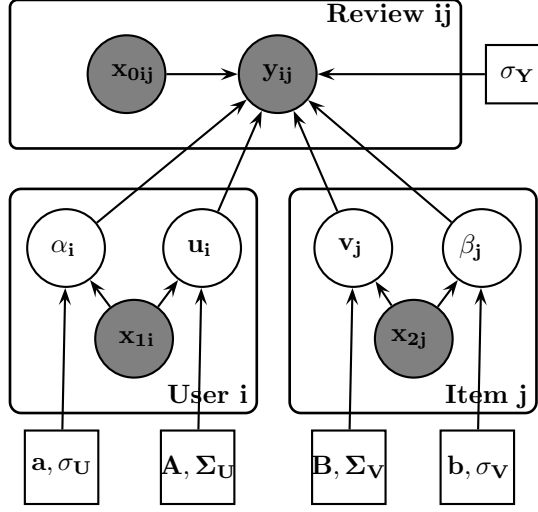 Review ij
x0ij
yij
σY
αi
ui
vj
βj
x1i
x2j
User i
Item j
a, σU
A, ΣU
B, ΣV
b, σV